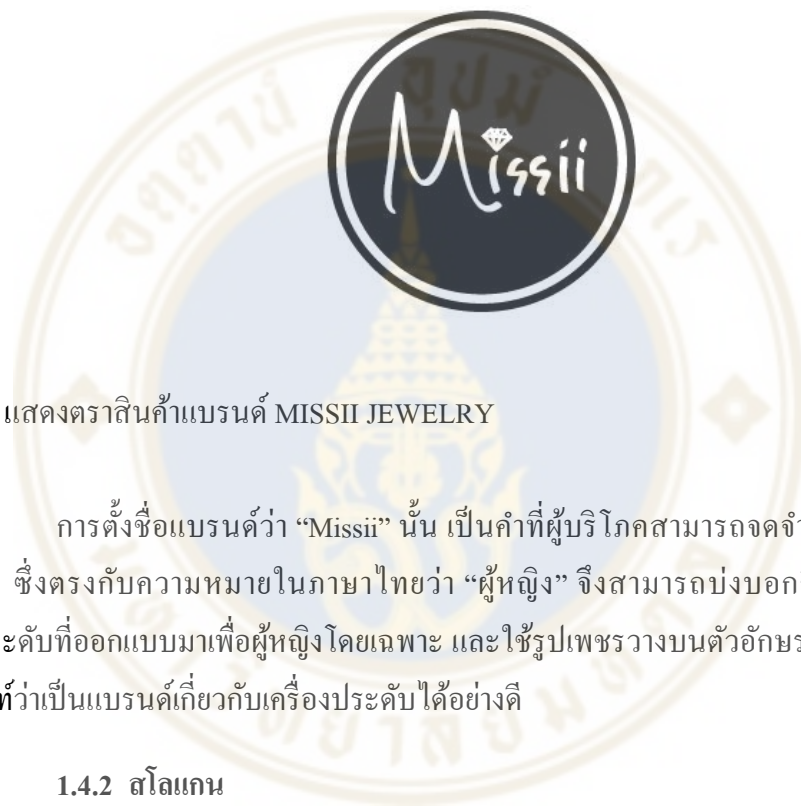 Missii
แสดงตราสินค้าแบรนด์ MISSII JEWELRY
การตั้งชื่อแบรนด์ว่า “Missii” นั้น เป็นคำที่ผู้บริโภคสามารถจดจำ
ซึ่งตรงกับความหมายในภาษาไทยว่า “ผู้หญิง” จึงสามารถบ่งบอก
ะดับที่ออกแบบมาเพื่อผู้หญิงโดยเฉพาะ และใช้รูปเพชรวางบนตัวอักษร
ว่าเป็นแบรนด์เกี่ยวกับเครื่องประดับได้อย่างดี
1.4.2 สโลแกน